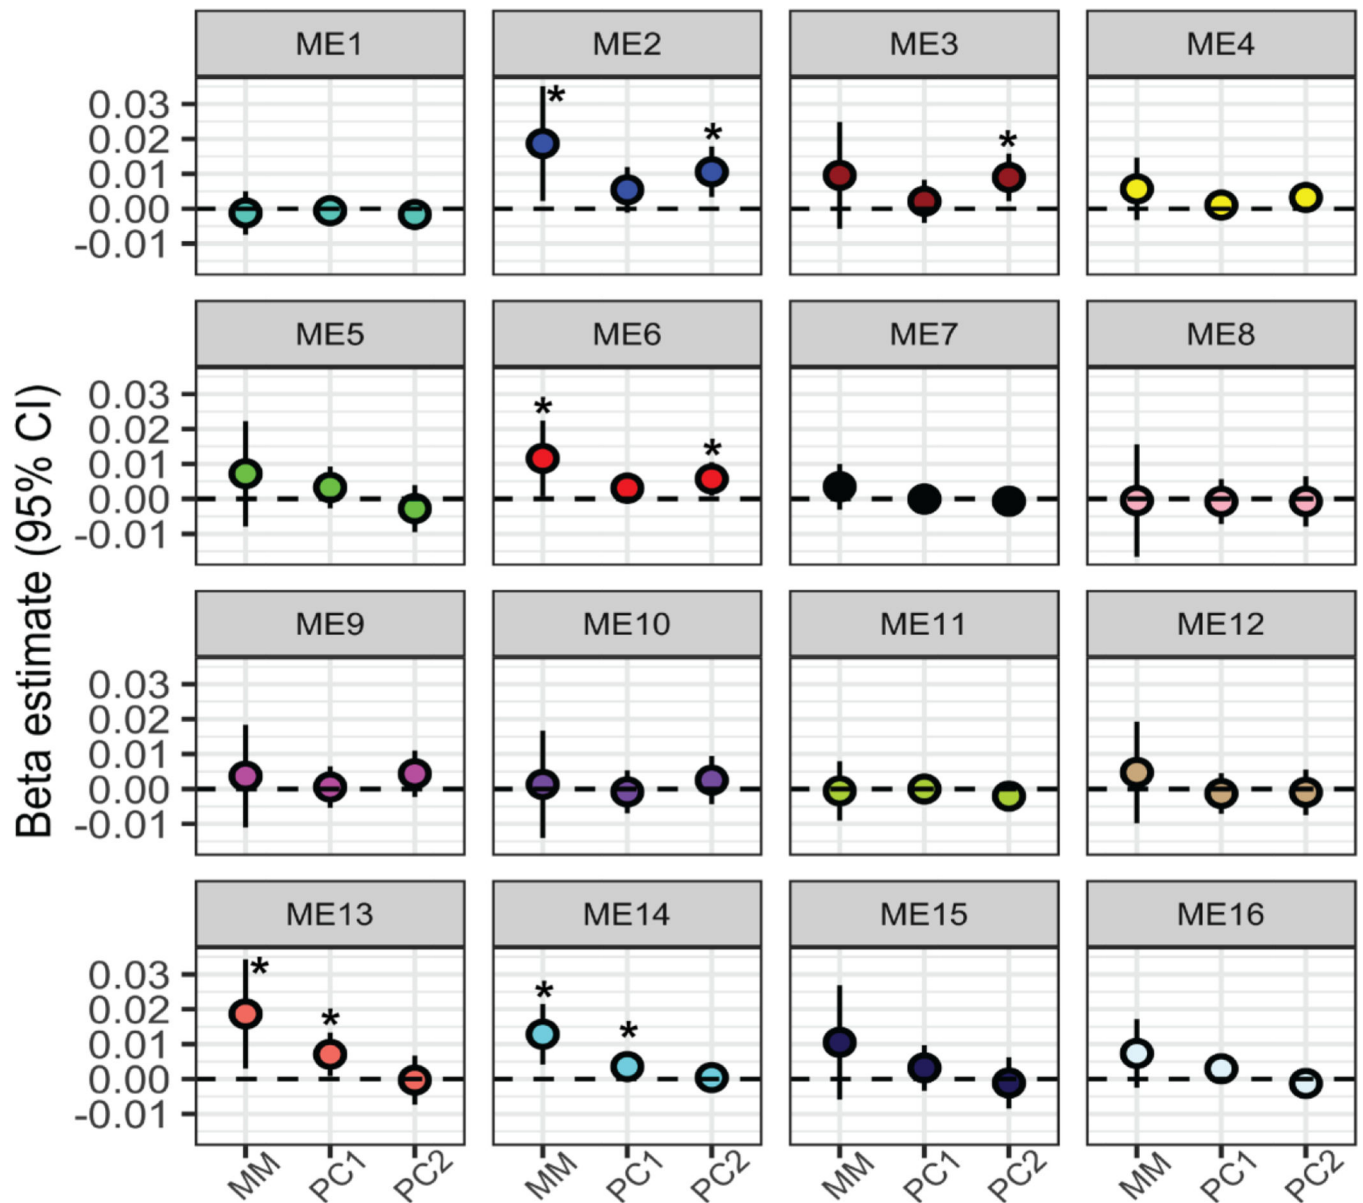 ME1 ME2 ME3 ME4
0.03
0.02
0.01
0.00
-0.01
* * *
ME5 ME6 ME7 ME8
0.03
0.02
0.01
0.00
-0.01
* *
Beta estimate (95% CI)
ME9 ME10 ME11 ME12
0.03
0.02
0.01
0.00
-0.01
ME13 ME14 ME15 ME16
0.03
0.02
0.01
0.00
-0.01
* * * *
MM PC1 PC2 MM PC1 PC2 MM PC1 PC2 MM PC1 PC2